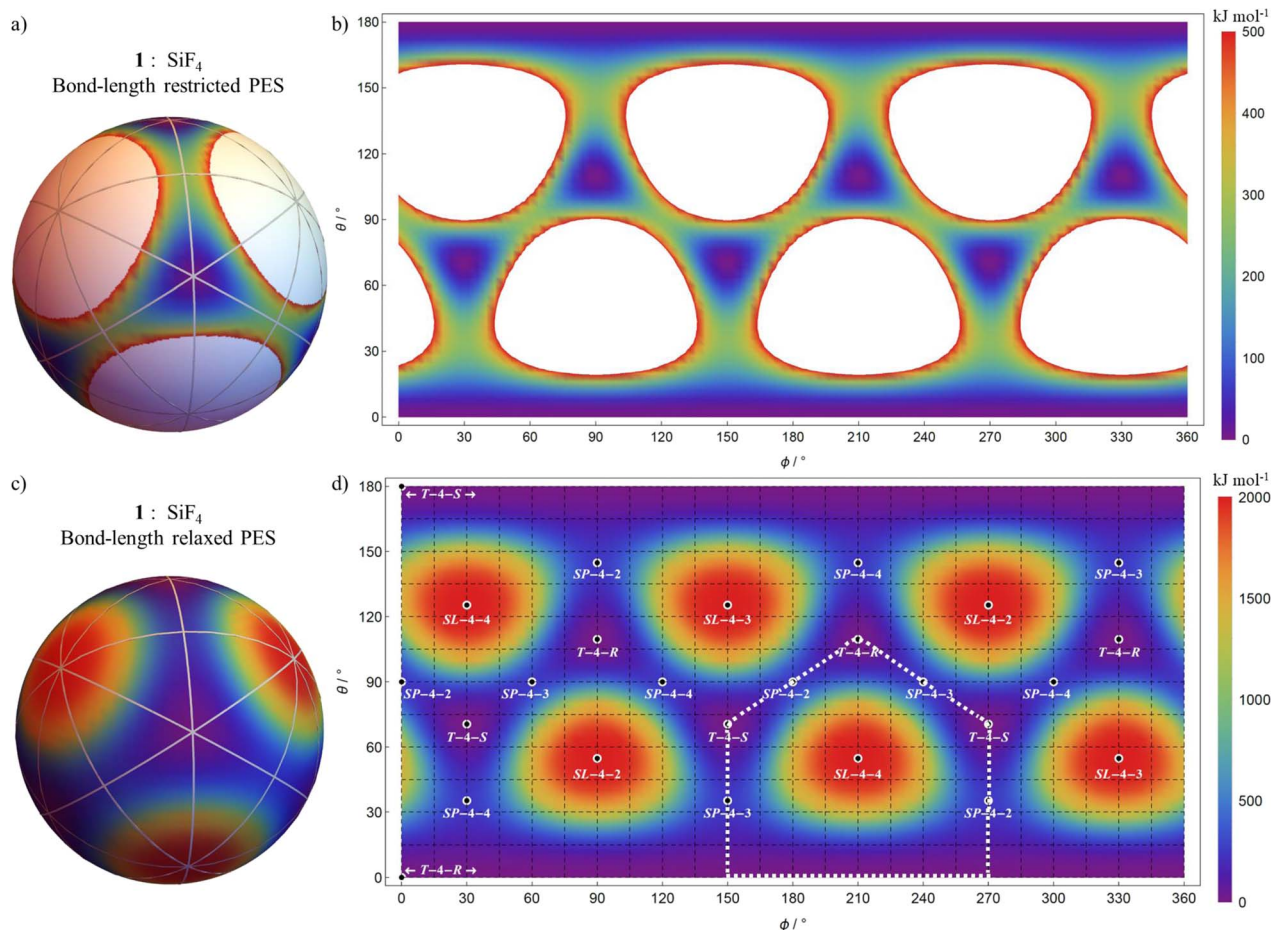 a)
1 : SiF4
Bond-length restricted PES
b)
kJ mol-1
180
150
120
90
60
30
0
θ / °
0 30 60 90 120 150 180 210 240 270 300 330 360
ϕ / °
500
400
300
200
100
0
c)
1 : SiF4
Bond-length relaxed PES
d)
kJ mol-1
180
150
120
90
60
30
0
θ / °
← T-4-S →
SP-4-2 SP-4-4 SP-4-3
SL-4-4 SL-4-3 SL-4-2
T-4-R T-4-R T-4-R
SP-4-2 SP-4-3 SP-4-4 SP-4-2 SP-4-3 SP-4-4
T-4-S T-4-S T-4-S
SL-4-2 SL-4-4 SL-4-3
SP-4-4 SP-4-3 SP-4-2
← T-4-R →
0 30 60 90 120 150 180 210 240 270 300 330 360
ϕ / °
2000
1500
1000
500
0